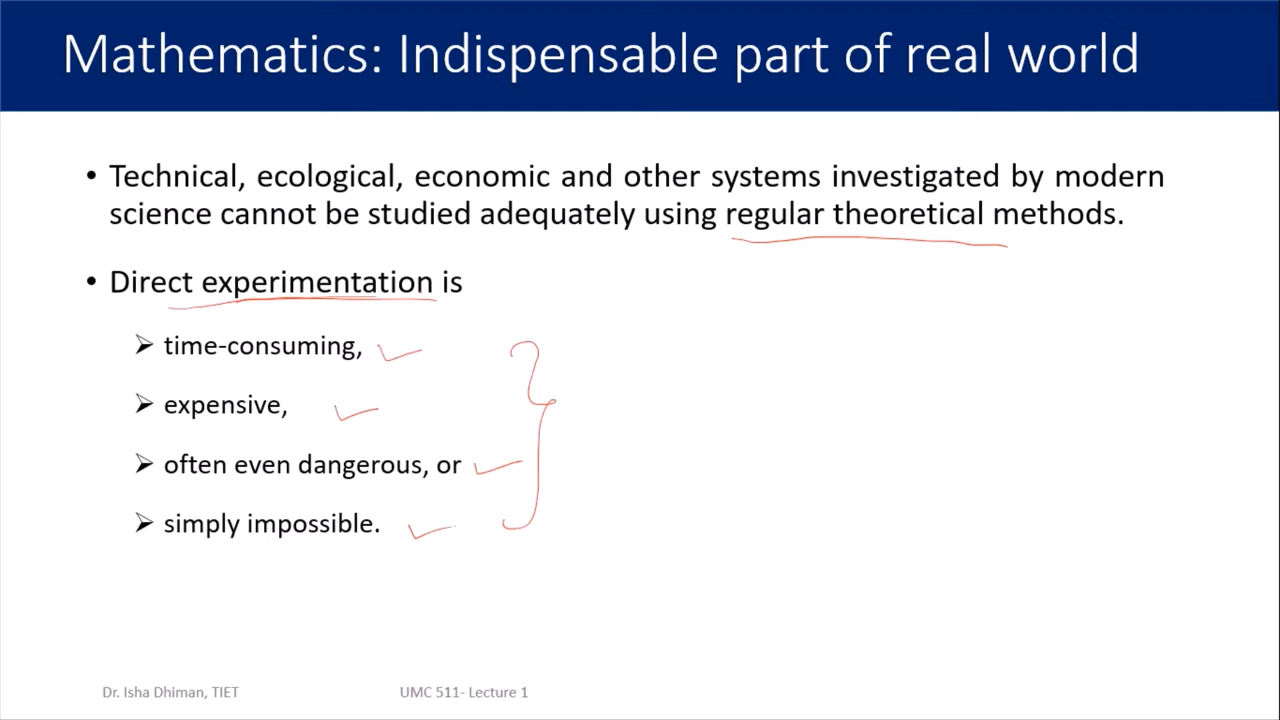 Mathematics: Indispensable part of real world
• Technical, ecological, economic and other systems investigated by modern
science cannot be studied adequately using regular theoretical methods.
• Direct experimentation is
➢ time-consuming,
➢ expensive,
➢ often even dangerous, or
➢ simply impossible.
Dr. Isha Dhiman, TIET
UMC 511- Lecture 1